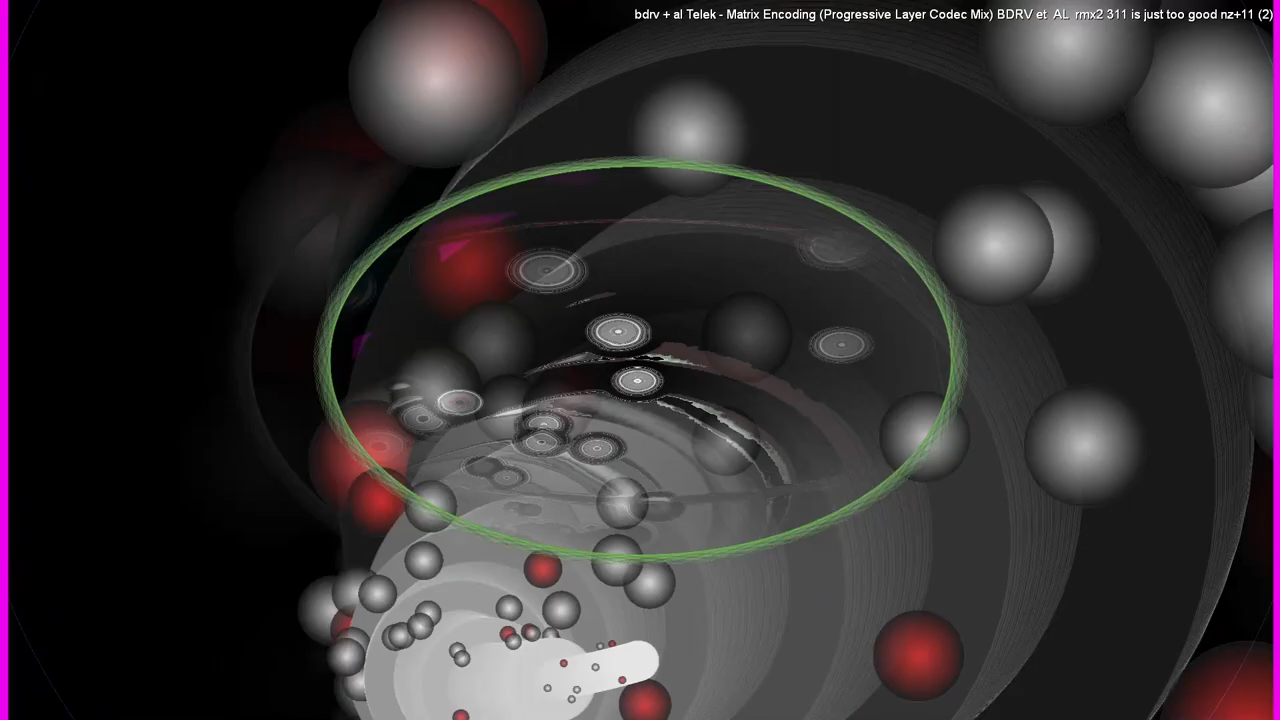 bdrv + al Telek - Matrix Encoding (Progressive Layer Codec Mix) BDRV et  AL  rmx2 311 is just too good nz+11 (2)